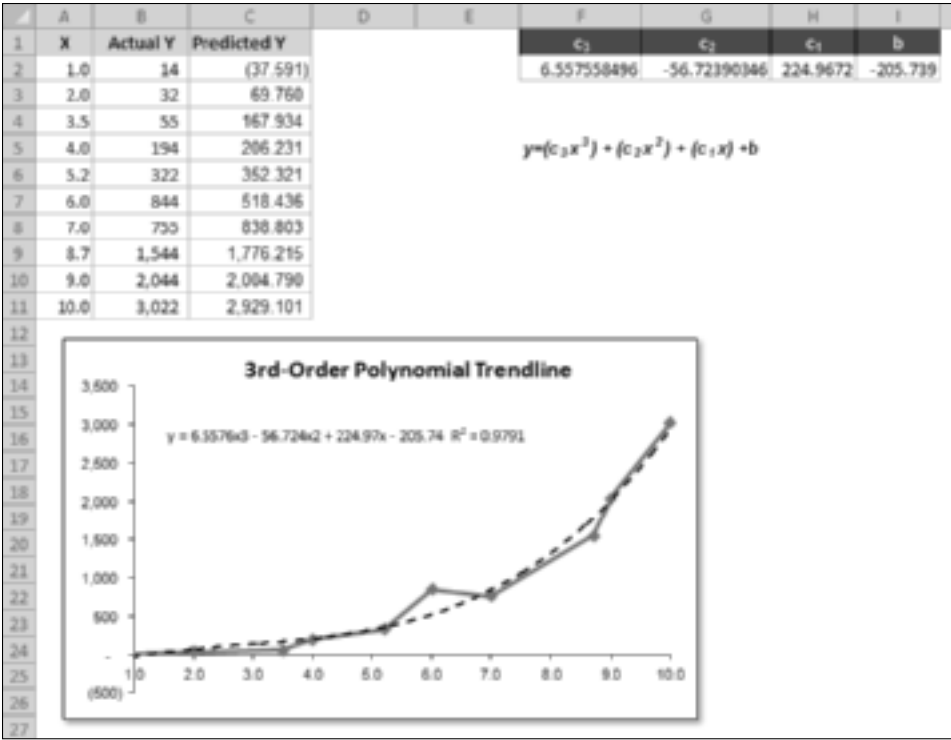 A B C D E F G H I
1 X Actual Y Predicted Y c3 c2 c1 b
2 1.0 14 (37.591) 6.557558496 -56.72390346 224.9672 -205.739
3 2.0 32 69.760
4 3.5 55 167.934
5 4.0 194 206.231 y=(c3x^3) + (c2x^2) + (c1x) +b
6 5.2 322 352.321
7 6.0 844 518.436
8 7.0 755 838.803
9 8.7 1,544 1,776.215
10 9.0 2,044 2,004.790
11 10.0 3,022 2,929.101
12
13
14
15
16
17
18
19
20
21
22
23
24
25
26
27
3rd-Order Polynomial Trendline
y = 6.5576x3 - 56.724x2 + 224.97x - 205.74 R² = 0.9791
3,500
3,000
2,500
2,000
1,500
1,000
500
-
(500)
1.0 2.0 3.0 4.0 5.0 6.0 7.0 8.0 9.0 10.0